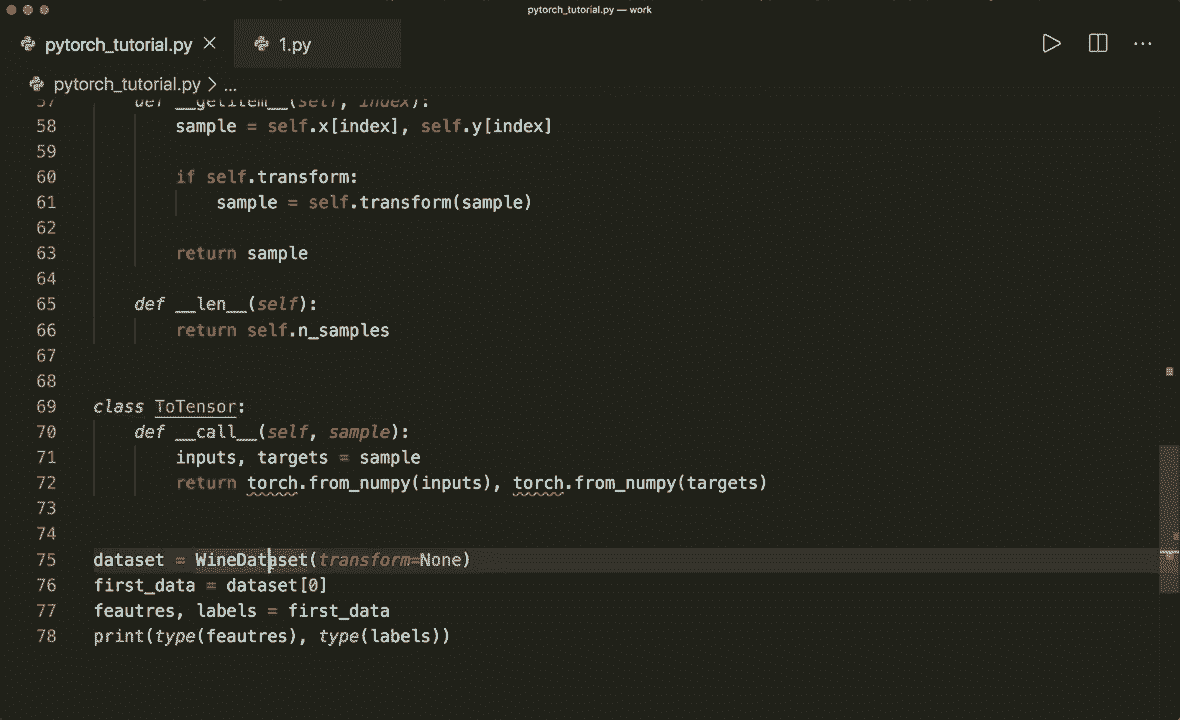 pytorch_tutorial.py — work
pytorch_tutorial.py × 1.py ...
pytorch_tutorial.py > ...
57 def __getitem__(self, index):
58 sample = self.x[index], self.y[index]
59
60 if self.transform:
61 sample = self.transform(sample)
62
63 return sample
64
65 def __len__(self):
66 return self.n_samples
67
68
69 class ToTensor:
70 def __call__(self, sample):
71 inputs, targets = sample
72 return torch.from_numpy(inputs), torch.from_numpy(targets)
73
74
75 dataset = WineDataset(transform=None)
76 first_data = dataset[0]
77 feautres, labels = first_data
78 print(type(feautres), type(labels))